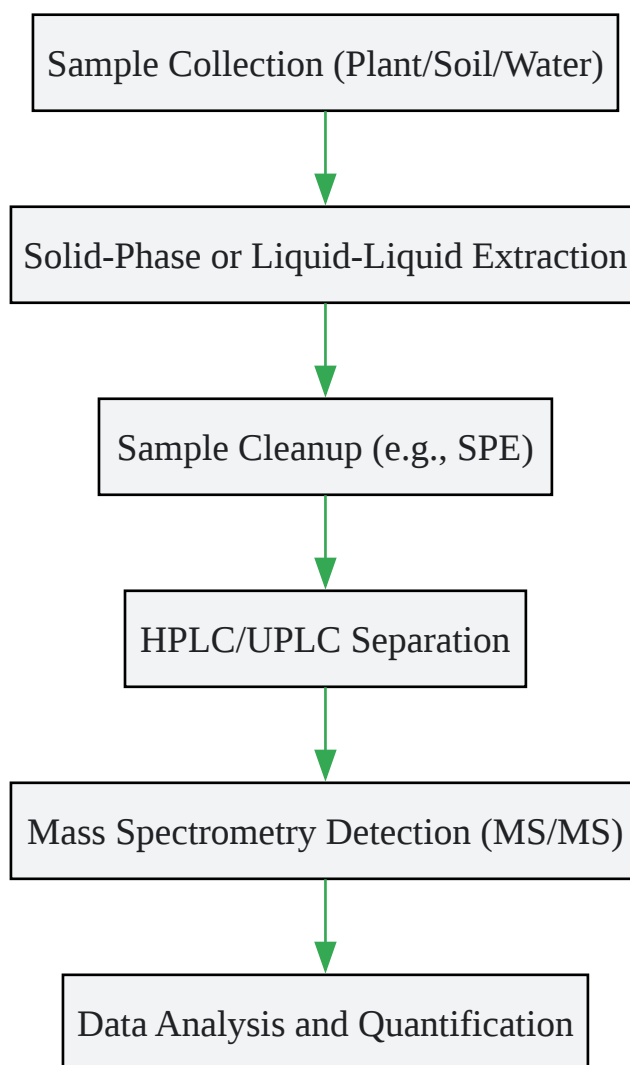 Sample Collection (Plant/Soil/Water)
Solid-Phase or Liquid-Liquid Extraction
Sample Cleanup (e.g., SPE)
HPLC/UPLC Separation
Mass Spectrometry Detection (MS/MS)
Data Analysis and Quantification